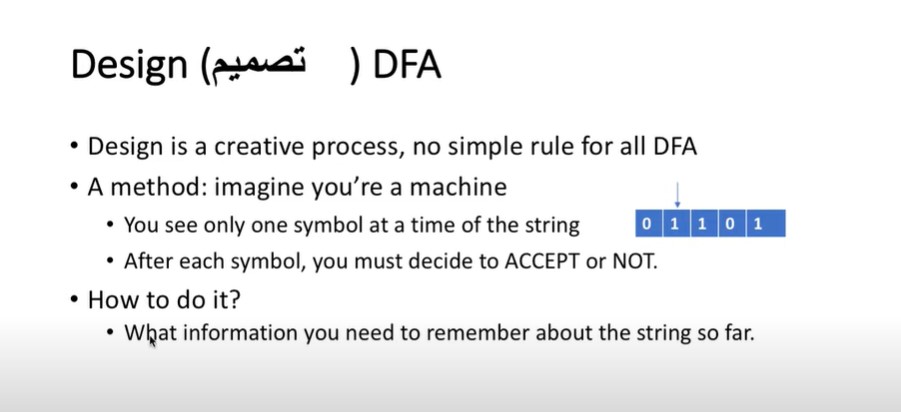 Design (تصميم ) DFA
• Design is a creative process, no simple rule for all DFA
• A method: imagine you're a machine
• You see only one symbol at a time of the string
0 1 1 0 1
• After each symbol, you must decide to ACCEPT or NOT.
• How to do it?
• What information you need to remember about the string so far.